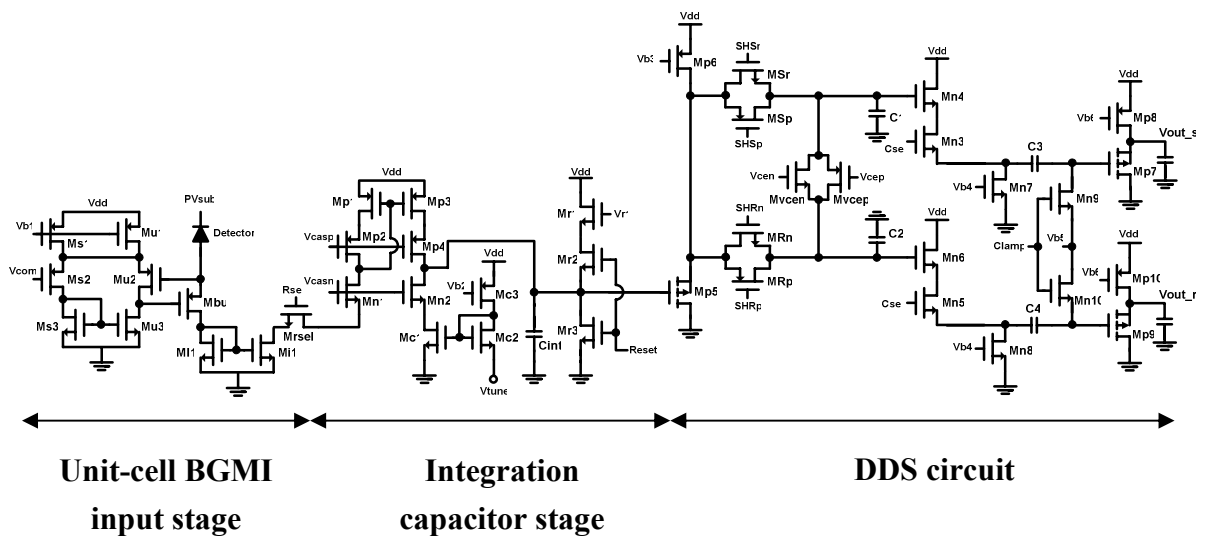 Vdd
Vb3
Mp6
SHSn
MSn
MSp
SHSp
C1
Vdd
Mn4
Mn3
Cse
Vdd
Vb6
Mp8
Vout_s
C3
Mp7
Vb4
Mn7
Mn9
Vcen
Vcep
Mvcen
Mvcep
PVsub
Detector
Vdd
Vb1
Ms1
Mu1
Vcom
Ms2
Mu2
Mbu
Ms3
Mu3
MI1
Mi1
Rse
Mrsel
Vdd
Mp1
Mp3
Vcasp
Mp2
Mp4
Vcasn
Mn1
Mn2
Vdd
Vb2
Mc3
Mc1
Mc2
Vtune
Cint
Vdd
Mr1
Vr1
Mr2
Mr3
Reset
Mp5
SHRn
MRn
MRp
SHRp
C2
Vdd
Mn6
Mn5
Cse
Clamp
Vb5
Vdd
Vb6
Mp10
Vout_r
Mn10
C4
Mp9
Vb4
Mn8
Unit-cell BGMI
input stage
Integration
capacitor stage
DDS circuit